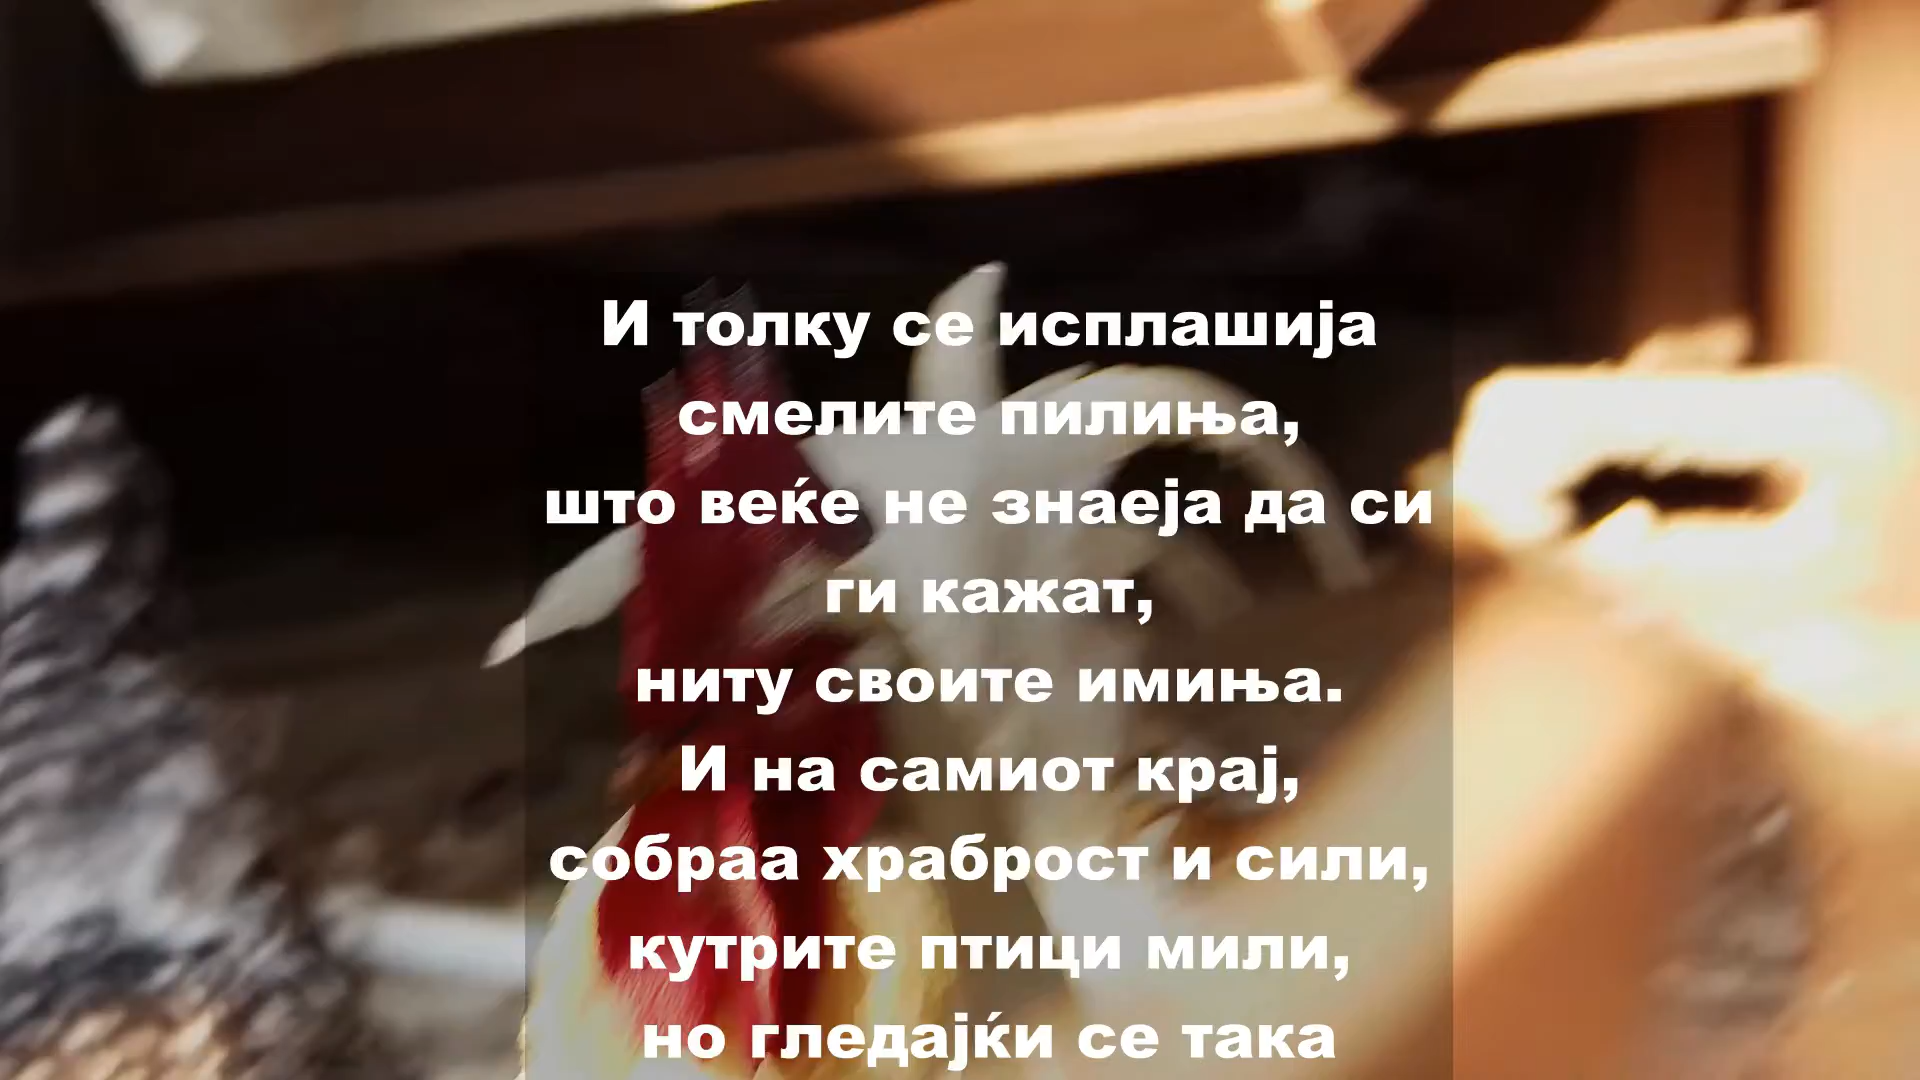 И толку се исплашија
смелите пилиња,
што веќе не знаеја да си
ги кажат,
ниту своите имиња.
И на самиот крај,
собраа храброст и сили,
кутрите птици мили,
но гледајќи се така